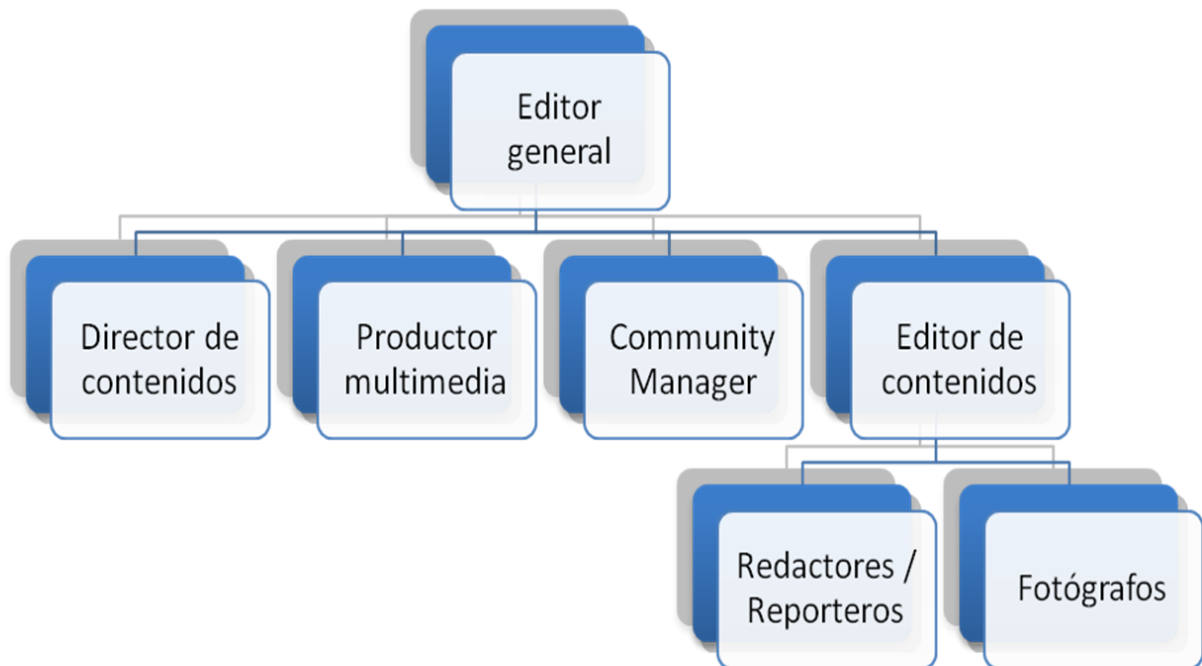 Editor
general
Director de
contenidos
Productor
multimedia
Community
Manager
Editor de
contenidos
Redactores /
Reporteros
Fotógrafos